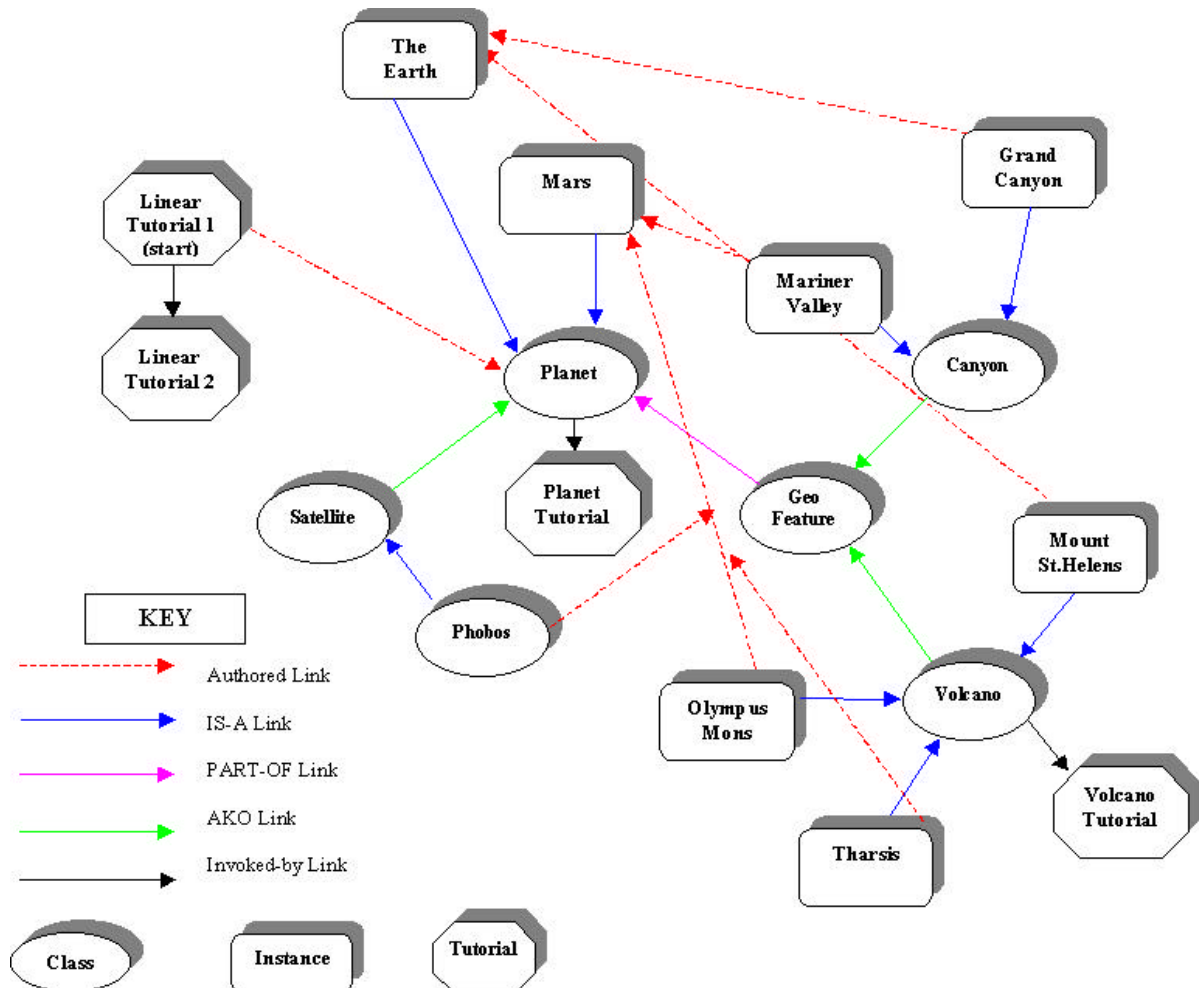 The
Earth
Grand
Canyon
Mars
Linear
Tutorial 1
(start)
Mariner
Valley
Linear
Tutorial 2
Planet
Canyon
Planet
Tutorial
Geo
Feature
Satellite
Mount
St.Helens
KEY
Phobos
Authored Link
IS-A Link
PART-OF Link
AKO Link
Invoked-by Link
Olympus
Mons
Volcano
Volcano
Tutorial
Tharsis
Class
Instance
Tutorial